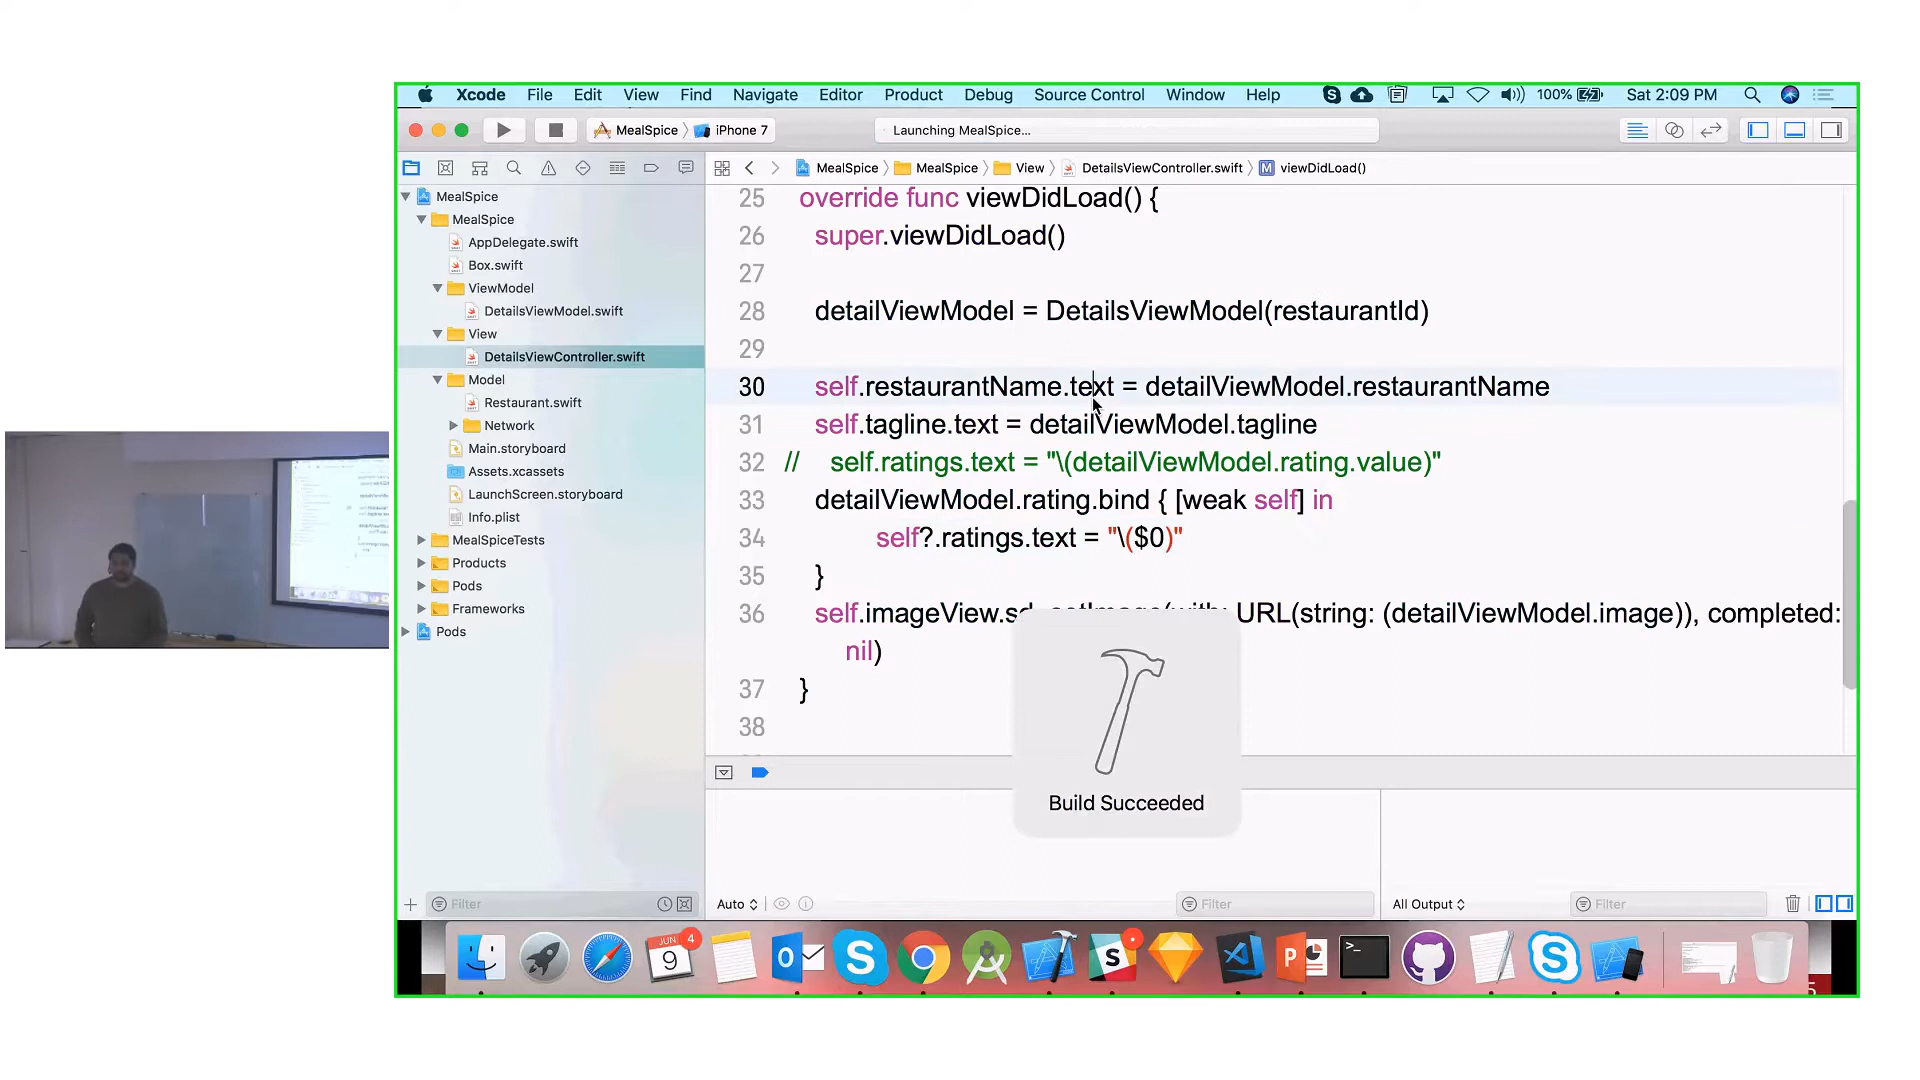 Xcode File Edit View Find Navigate Editor Product Debug Source Control Window Help 100% Sat 2:09 PM
MealSpice iPhone 7 Launching MealSpice...
MealSpice MealSpice View DetailsViewController.swift M viewDidLoad()
MealSpice
MealSpice
AppDelegate.swift
Box.swift
ViewModel
DetailsViewModel.swift
View
DetailsViewController.swift
Model
Restaurant.swift
Network
Main.storyboard
Assets.xcassets
LaunchScreen.storyboard
Info.plist
MealSpiceTests
Products
Pods
Frameworks
Pods
25 override func viewDidLoad() {
26 super.viewDidLoad()
27
28 detailViewModel = DetailsViewModel(restaurantId)
29
30 self.restaurantName.text = detailViewModel.restaurantName
31 self.tagline.text = detailViewModel.tagline
32 // self.ratings.text = "\(detailViewModel.rating.value)"
33 detailViewModel.rating.bind { [weak self] in
34 self?.ratings.text = "\($0)"
35 }
36 self.imageView.sd_setImage(with: URL(string: (detailViewModel.image)), completed:
nil)
37 }
38
Build Succeeded
Filter Auto Filter All Output Filter
JUN 4
9
5